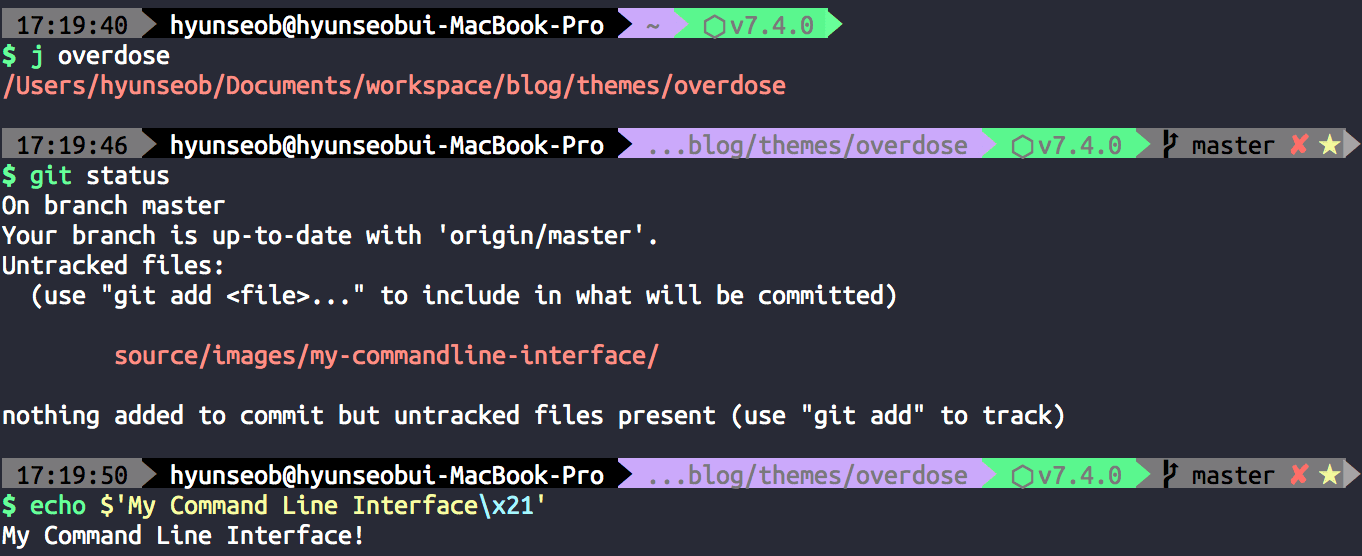 17:19:40 hyunseob@hyunseobui-MacBook-Pro ~ ⬡v7.4.0
$ j overdose
/Users/hyunseob/Documents/workspace/blog/themes/overdose
17:19:46 hyunseob@hyunseobui-MacBook-Pro ...blog/themes/overdose ⬡v7.4.0 master ✘ ★
$ git status
On branch master
Your branch is up-to-date with 'origin/master'.
Untracked files:
  (use "git add <file>..." to include in what will be committed)
        source/images/my-commandline-interface/
nothing added to commit but untracked files present (use "git add" to track)
17:19:50 hyunseob@hyunseobui-MacBook-Pro ...blog/themes/overdose ⬡v7.4.0 master ✘ ★
$ echo $'My Command Line Interface\x21'
My Command Line Interface!